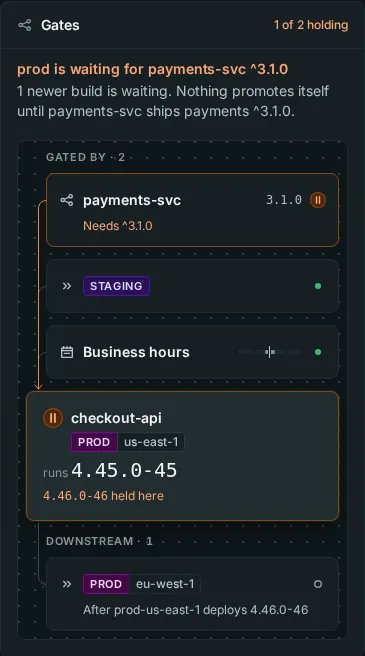 Gates
1 of 2 holding
prod is waiting for payments-svc ^3.1.0
1 newer build is waiting. Nothing promotes itself
until payments-svc ships payments ^3.1.0.
GATED BY · 2
payments-svc 3.1.0
Needs ^3.1.0
STAGING
Business hours
checkout-api
PROD us-east-1
runs 4.45.0-45
4.46.0-46 held here
DOWNSTREAM · 1
PROD eu-west-1
After prod-us-east-1 deploys 4.46.0-46